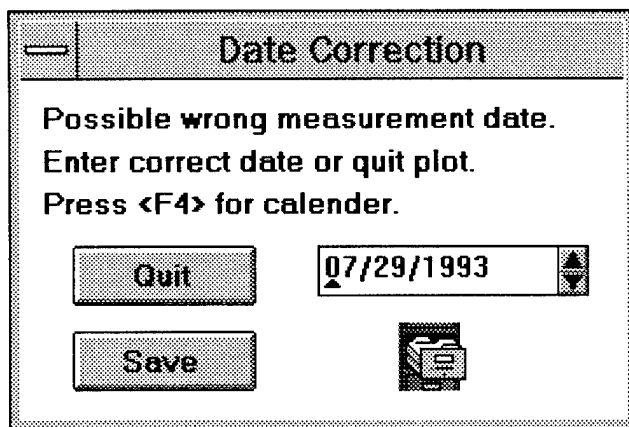 Date Correction
Possible wrong measurement date.
Enter correct date or quit plot.
Press <F4> for calender.
Quit
07/29/1993
Save